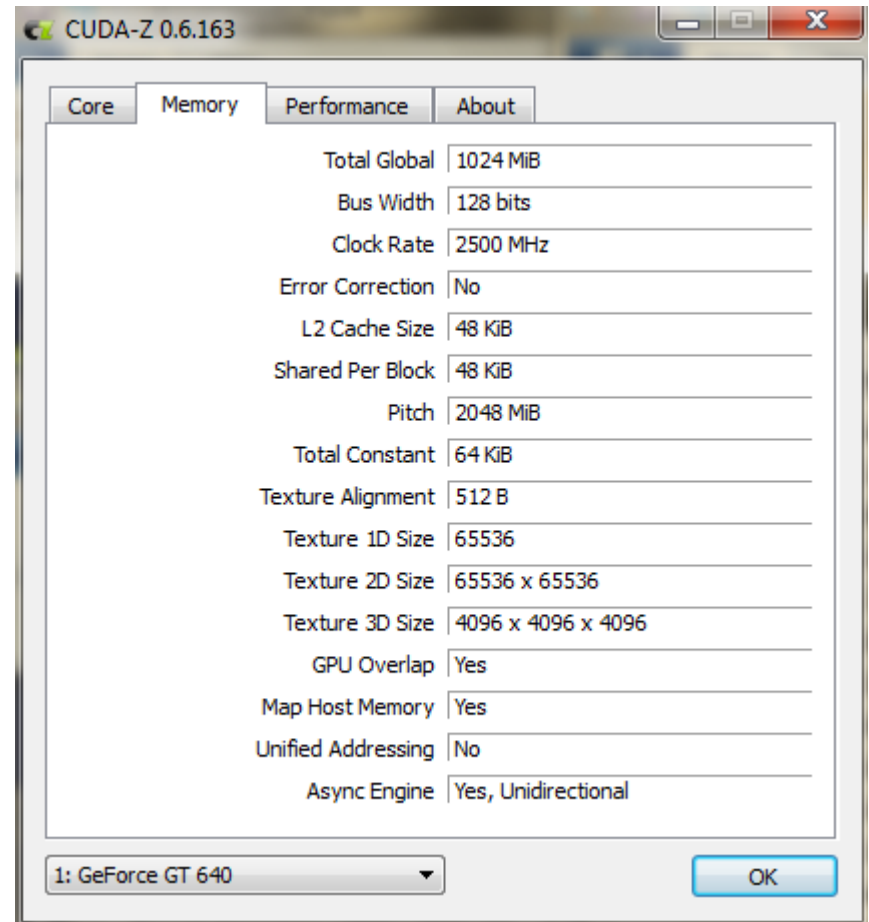 CUDA-Z 0.6.163
Core Memory Performance About
Total Global 1024 MiB
Bus Width 128 bits
Clock Rate 2500 MHz
Error Correction No
L2 Cache Size 48 KiB
Shared Per Block 48 KiB
Pitch 2048 MiB
Total Constant 64 KiB
Texture Alignment 512 B
Texture 1D Size 65536
Texture 2D Size 65536 x 65536
Texture 3D Size 4096 x 4096 x 4096
GPU Overlap Yes
Map Host Memory Yes
Unified Addressing No
Async Engine Yes, Unidirectional
1: GeForce GT 640 OK